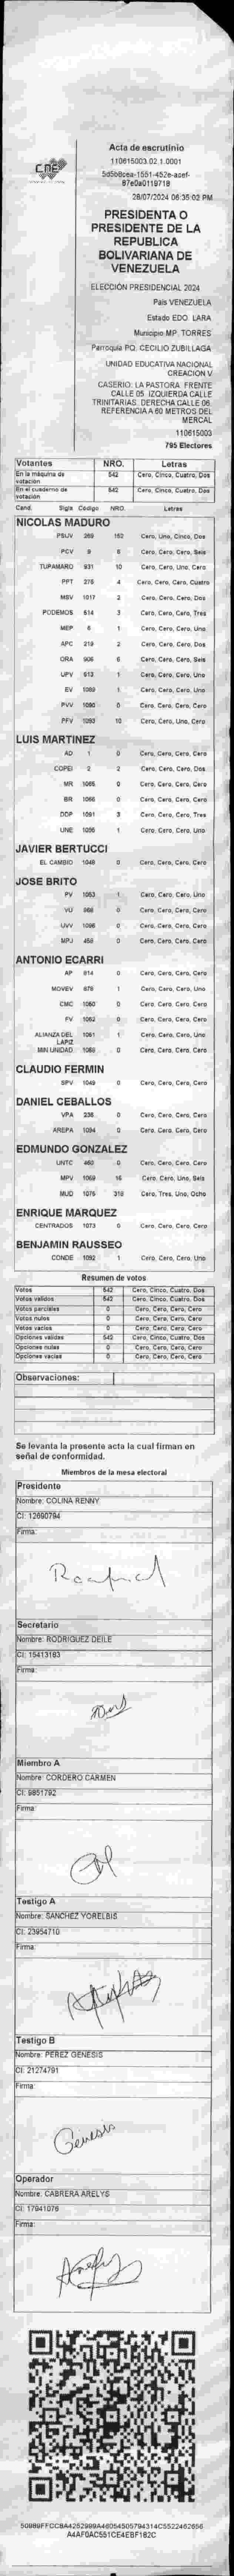 CNE
Acta de escrutinio
110615003.02.1.0001
28/07/2024 06:35:02 PM
PRESIDENTA O
PRESIDENTE DE LA
REPUBLICA
BOLIVARIANA DE
VENEZUELA
ELECCIÓN PRESIDENCIAL 2024
País VENEZUELA
Estado EDO. LARA
Municipio MP. TORRES
Parroquia PQ. CECILIO ZUBILLAGA
UNIDAD EDUCATIVA NACIONAL
CREACION V
CASERIO: LA PASTORA. FRENTE
CALLE 05. IZQUIERDA CALLE
TRINITARIAS. DERECHA CALLE 06.
REFERENCIA A 60 METROS DEL
MERCAL
110615003
795 Electores
Votantes NRO. Letras
En la máquina de votación 542 Cero, Cinco, Cuatro, Dos
En el cuaderno de votación 542 Cero, Cinco, Cuatro, Dos
Cand. Sigla Código NRO. Letras
NICOLAS MADURO
PSUV 269 152 Cero, Uno, Cinco, Dos
PCV 9 6 Cero, Cero, Cero, Seis
TUPAMARO 931 10 Cero, Cero, Uno, Cero
PPT 275 4 Cero, Cero, Cero, Cuatro
MSV 1017 2 Cero, Cero, Cero, Dos
PODEMOS 614 3 Cero, Cero, Cero, Tres
MEP 6 1 Cero, Cero, Cero, Uno
APC 218 2 Cero, Cero, Cero, Dos
ORA 906 6 Cero, Cero, Cero, Seis
UPV 613 1 Cero, Cero, Cero, Uno
EV 1089 1 Cero, Cero, Cero, Uno
PVV 1090 0 Cero, Cero, Cero, Cero
PFV 1093 10 Cero, Cero, Uno, Cero
LUIS MARTINEZ
AD 1 0 Cero, Cero, Cero, Cero
COPEI 2 2 Cero, Cero, Cero, Dos
MR 1065 0 Cero, Cero, Cero, Cero
BR 1066 0 Cero, Cero, Cero, Cero
DDP 1091 3 Cero, Cero, Cero, Tres
UNE 1095 1 Cero, Cero, Cero, Uno
JAVIER BERTUCCI
EL CAMBIO 1048 0 Cero, Cero, Cero, Cero
JOSE BRITO
PV 1053 1 Cero, Cero, Cero, Uno
VU 868 0 Cero, Cero, Cero, Cero
UVV 1096 0 Cero, Cero, Cero, Cero
MPJ 458 0 Cero, Cero, Cero, Cero
ANTONIO ECARRI
AP 814 0 Cero, Cero, Cero, Cero
MOVEV 878 1 Cero, Cero, Cero, Uno
CMC 1050 0 Cero, Cero, Cero, Cero
FV 1052 0 Cero, Cero, Cero, Cero
ALIANZA DEL LAPIZ 1061 1 Cero, Cero, Cero, Uno
MIN UNIDAD 1068 0 Cero, Cero, Cero, Cero
CLAUDIO FERMIN
SPV 1049 0 Cero, Cero, Cero, Cero
DANIEL CEBALLOS
VPA 238 0 Cero, Cero, Cero, Cero
AREPA 1094 0 Cero, Cero, Cero, Cero
EDMUNDO GONZALEZ
UNTC 460 0 Cero, Cero, Cero, Cero
MPV 1069 16 Cero, Cero, Uno, Seis
MUD 1075 318 Cero, Tres, Uno, Ocho
ENRIQUE MARQUEZ
CENTRADOS 1073 0 Cero, Cero, Cero, Cero
BENJAMIN RAUSSEO
CONDE 1092 1 Cero, Cero, Cero, Uno
Resumen de votos
Votos 542 Cero, Cinco, Cuatro, Dos
Votos validos 542 Cero, Cinco, Cuatro, Dos
Votos parciales 0 Cero, Cero, Cero, Cero
Votos nulos 0 Cero, Cero, Cero, Cero
Votos vacios 0 Cero, Cero, Cero, Cero
Opciones validas 542 Cero, Cinco, Cuatro, Dos
Opciones nulas 0 Cero, Cero, Cero, Cero
Opciones vacias 0 Cero, Cero, Cero, Cero
Observaciones:
Se levanta la presente acta la cual firman en
señal de conformidad.
Miembros de la mesa electoral
Presidente
Nombre: COLINA RENNY
CI: 12690794
Firma:
Secretario
Nombre: RODRIGUEZ DEILE
CI: 15413183
Firma:
Miembro A
Nombre: CORDERO CARMEN
CI: 9851792
Firma:
Testigo A
Nombre: SANCHEZ YORELBIS
CI: 23954710
Firma:
Testigo B
Nombre: PEREZ GENESIS
CI: 21274791
Firma:
Genesis
Operador
Nombre: CABRERA ARELYS
CI: 17941076
Firma: